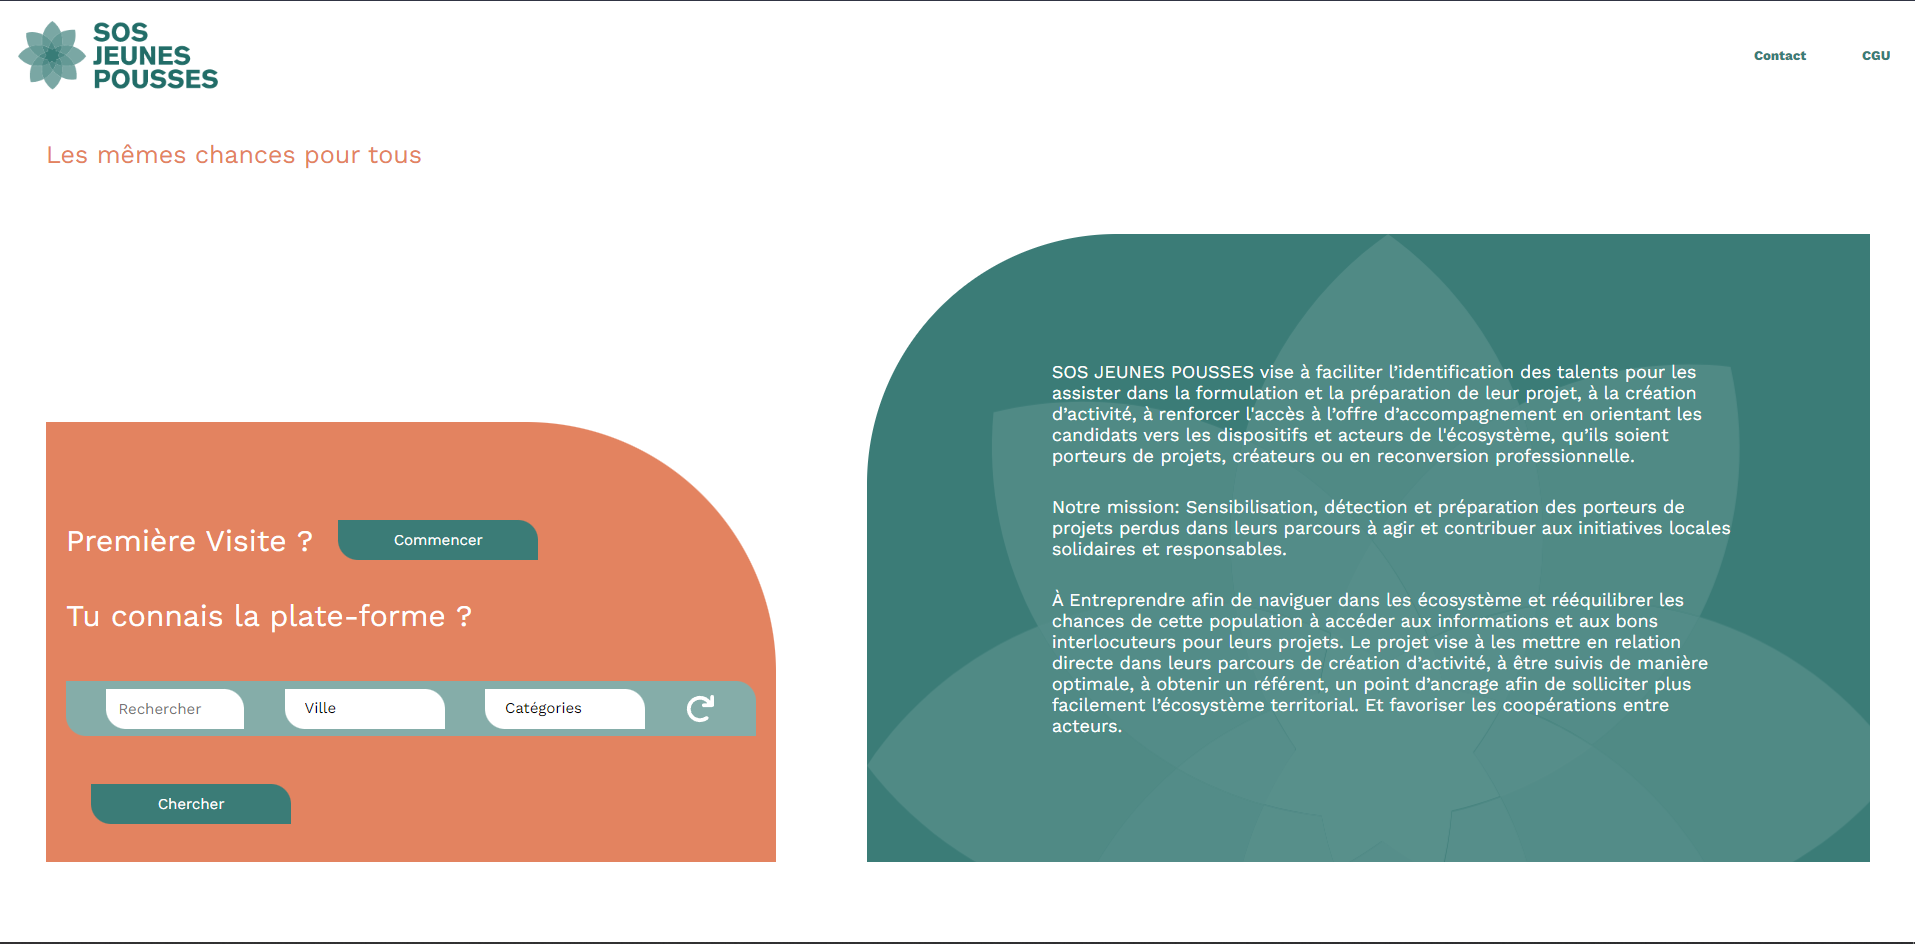 SOS
JEUNES
POUSSES
Contact
CGU
Les mêmes chances pour tous
Première Visite ?
Commencer
Tu connais la plate-forme ?
Rechercher
Ville
Catégories
Chercher
SOS JEUNES POUSSES vise à faciliter l’identification des talents pour les
assister dans la formulation et la préparation de leur projet, à la création
d’activité, à renforcer l'accès à l’offre d’accompagnement en orientant les
candidats vers les dispositifs et acteurs de l'écosystème, qu’ils soient
porteurs de projets, créateurs ou en reconversion professionnelle.
Notre mission: Sensibilisation, détection et préparation des porteurs de
projets perdus dans leurs parcours à agir et contribuer aux initiatives locales
solidaires et responsables.
À Entreprendre afin de naviguer dans les écosystème et rééquilibrer les
chances de cette population à accéder aux informations et aux bons
interlocuteurs pour leurs projets. Le projet vise à les mettre en relation
directe dans leurs parcours de création d’activité, à être suivis de manière
optimale, à obtenir un référent, un point d’ancrage afin de solliciter plus
facilement l’écosystème territorial. Et favoriser les coopérations entre
acteurs.